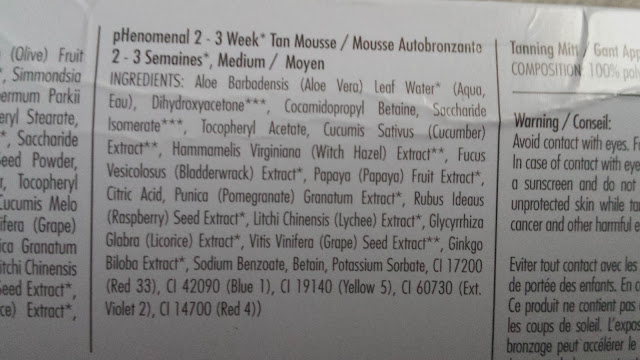 (Olive) Fruit
Simmondsia
Parkii
Stearate,
Saccharide
Seed Powder,
Tocopheryl
Cucumis Melo
(Grape)
Granatum
Chinensis
Seed Extract*,
Extract*,
pHenomenal 2 - 3 Week* Tan Mousse / Mousse Autobronzante
2 - 3 Semaines*, Medium / Moyen
INGREDIENTS: Aloe Barbadensis (Aloe Vera) Leaf Water* (Aqua,
Eau), Dihydroxyacetone***, Cocamidopropyl Betaine, Saccharide
Isomerate***, Tocopheryl Acetate, Cucumis Sativus (Cucumber)
Extract**, Hammamelis Virginiana (Witch Hazel) Extract**, Fucus
Vesicolosus (Bladderwrack) Extract*, Papaya (Papaya) Fruit Extract*,
Citric Acid, Punica (Pomegranate) Granatum Extract*, Rubus Ideous
(Raspberry) Seed Extract*, Litchi Chinensis (Lychee) Extract*, Glycyrrhiza
Glabra (Licorice) Extract*, Vitis Vinifera (Grape) Seed Extract**, Ginkgo
Biloba Extract*, Sodium Benzoate, Betain, Potassium Sorbate, CI 17200
(Red 33), CI 42090 (Blue 1), CI 19140 (Yellow 5), CI 60730 (Ext.
Violet 2), CI 14700 (Red 4))
Tanning Mitt / Gant
COMPOSITION: 100%
Warning / Conseil:
Avoid contact with eyes.
In case of contact with
a sunscreen and do not
unprotected skin while
cancer and other harmful
Eviter tout contact avec les
de portée des enfants. En
Ce produit ne contient pas
les coups de soleil.
bronzage peut accélérer le